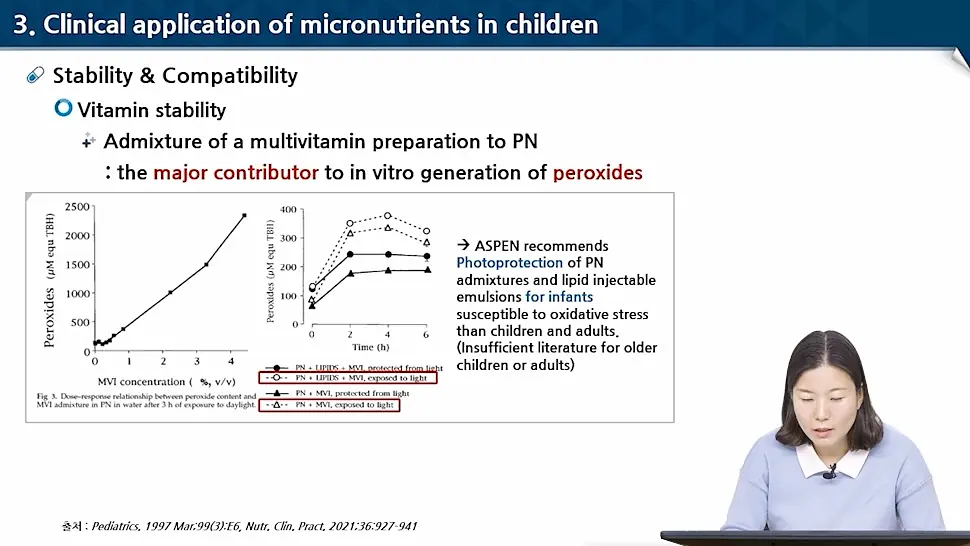 3. Clinical application of micronutrients in children
Stability & Compatibility
Vitamin stability
Admixture of a multivitamin preparation to PN
: the major contributor to in vitro generation of peroxides
Peroxides (µM equ TBH)
2500
2000
1500
1000
500
0
0 1 2 3 4
MVI concentration ( %, v/v)
Fig 3. Dose-response relationship between peroxide content and
MVI admixture in PN in water after 3 h of exposure to daylight.
Peroxides (µM equ TBH)
400
300
200
100
0
0 2 4 6
Time (h)
PN + LIPIDS + MVI, protected from light
PN + LIPIDS + MVI, exposed to light
PN + MVI, protected from light
PN + MVI, exposed to light
→ ASPEN recommends
Photoprotection of PN
admixtures and lipid injectable
emulsions for infants
susceptible to oxidative stress
than children and adults.
(Insufficient literature for older
children or adults)
출처 : Pediatrics, 1997 Mar;99(3):E6, Nutr. Clin. Pract. 2021;36:927-941